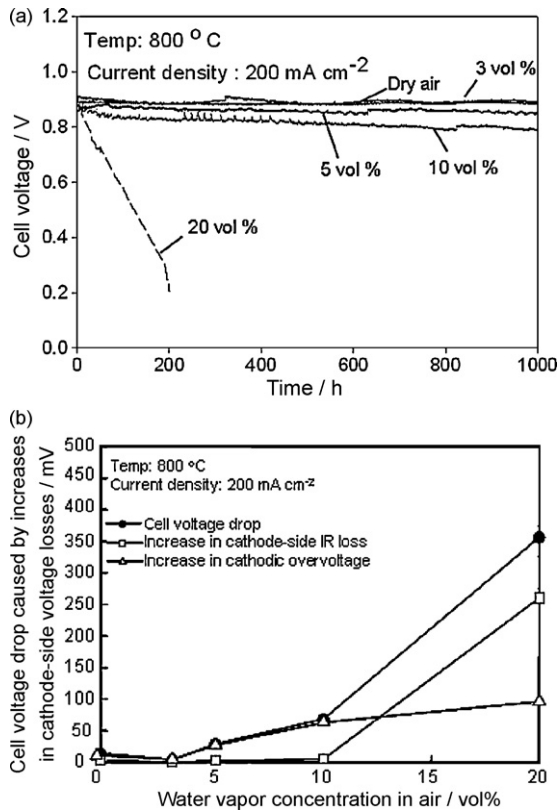 (a)
Temp: 800 °C
Current density : 200 mA cm-2
Dry air
3 vol %
5 vol %
10 vol %
20 vol %
Cell voltage / V
1.2
1.0
0.8
0.6
0.4
0.2
0.0
0 200 400 600 800 1000
Time / h
(b)
Cell voltage drop caused by increases
in cathode-side voltage losses / mV
500
450
400
350
300
250
200
150
100
50
0
Temp: 800 °C
Current density: 200 mA cm-2
Cell voltage drop
Increase in cathode-side IR loss
Increase in cathodic overvoltage
0 5 10 15 20
Water vapor concentration in air / vol%